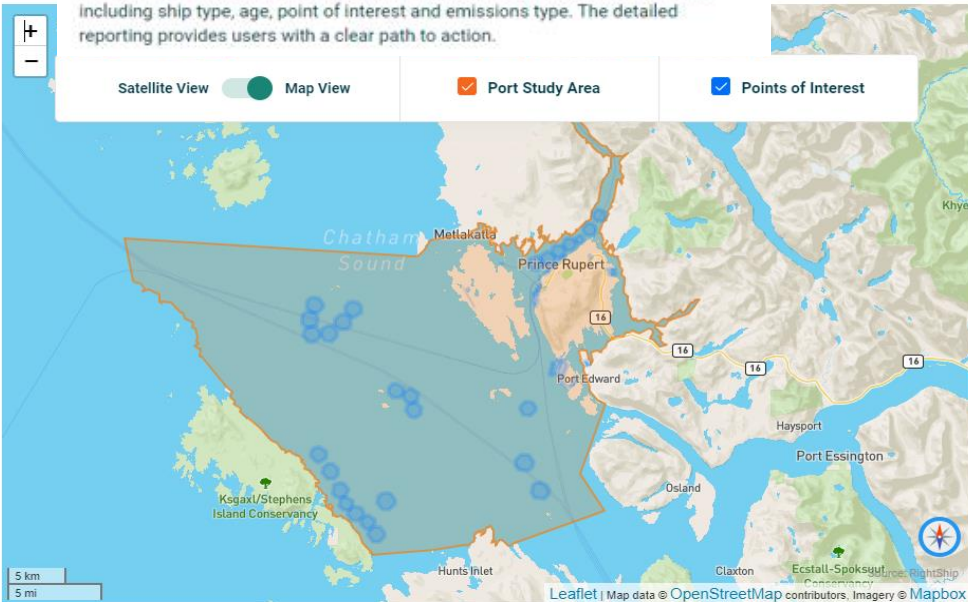 including ship type, age, point of interest and emissions type. The detailed
reporting provides users with a clear path to action.
+
−
Satellite View Map View Port Study Area Points of Interest
Khye
Chatham
Sound
Metlakatla
Prince Rupert
16
16
16
16
Port Edward
Haysport
Port Essington
Osland
Ksgaxl/Stephens
Island Conservancy
Hunts Inlet
Claxton
Ecstall-Spoksuut
Conservancy
Source: RightShip
5 km
5 mi
Leaflet | Map data © OpenStreetMap contributors, Imagery © Mapbox